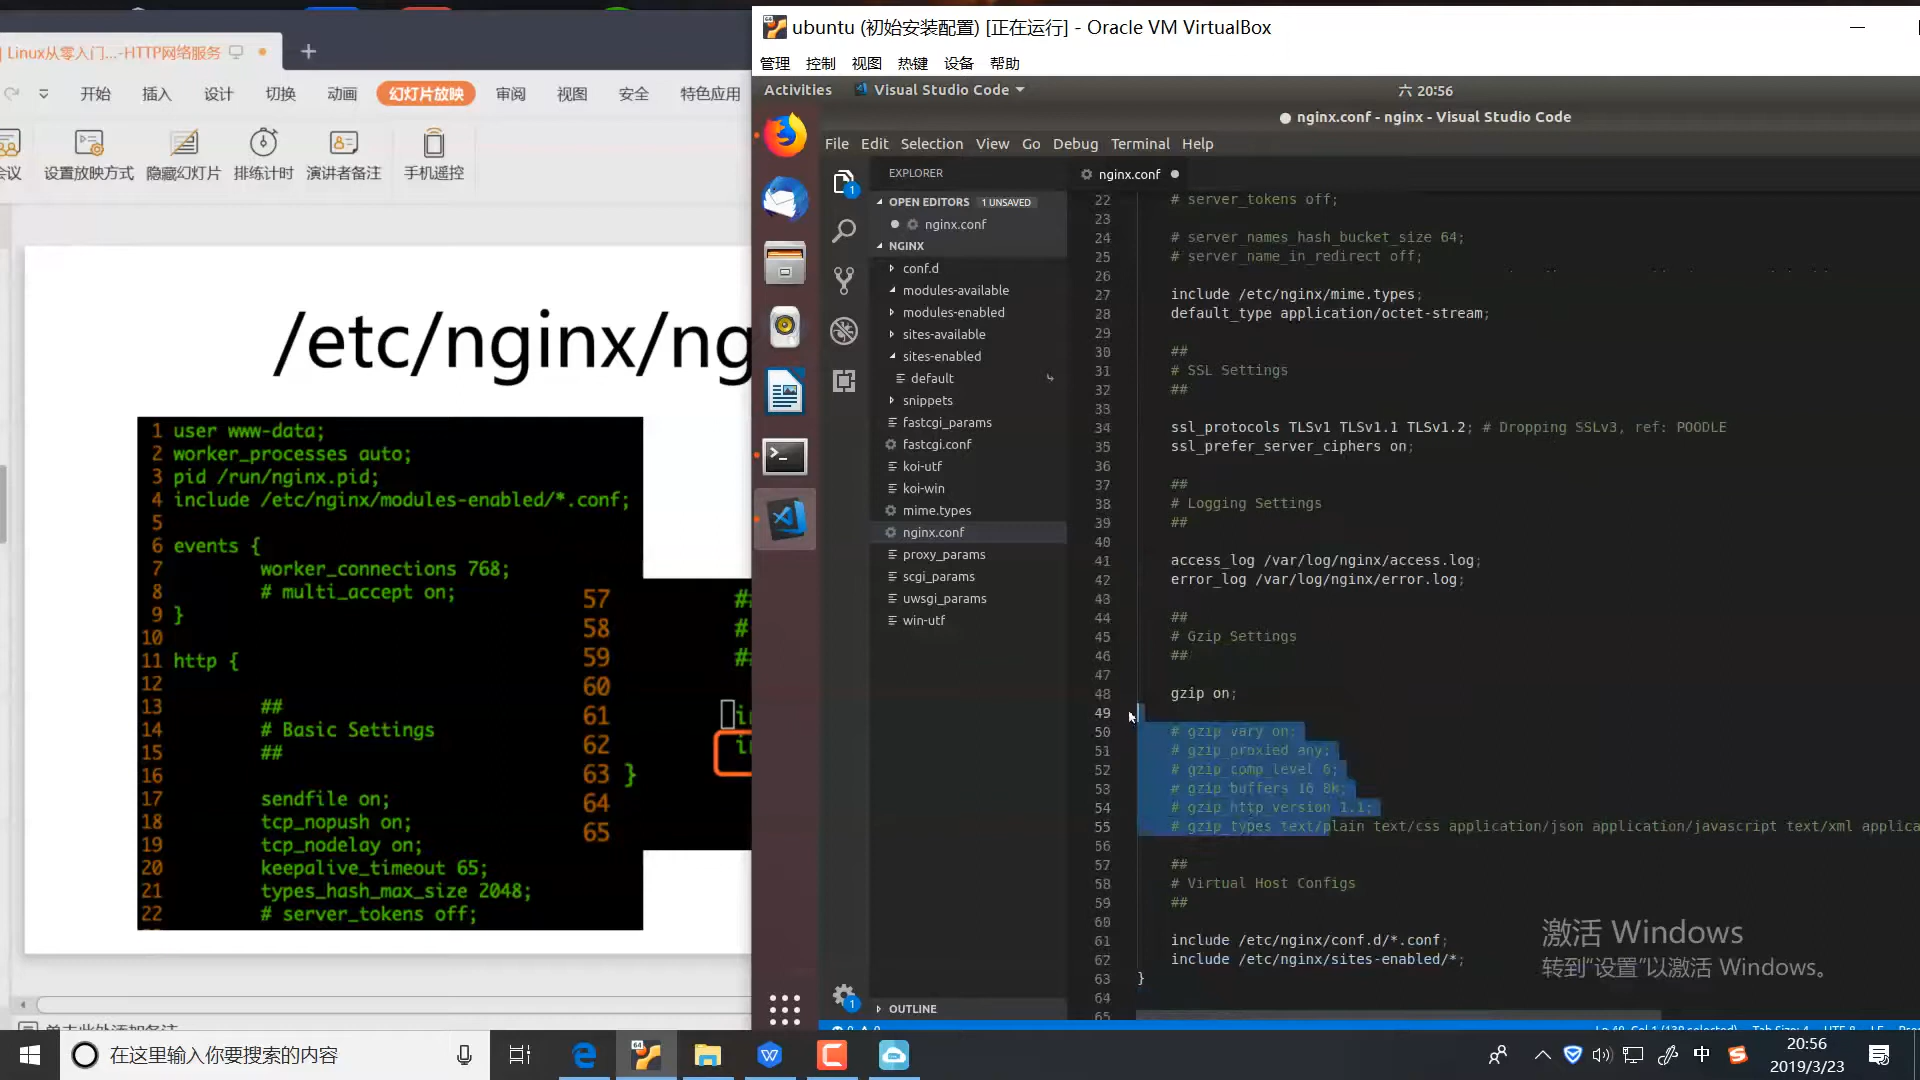 ubuntu (初始安装配置) [正在运行] - Oracle VM VirtualBox
管理 控制 视图 热键 设备 帮助
Linux从零入门...-HTTP网络服务
开始 插入 设计 切换 动画 幻灯片放映 审阅 视图 安全 特色应用
会议 设置放映方式 隐藏幻灯片 排练计时 演讲者备注 手机遥控
/etc/nginx/ng
1 user www-data;
2 worker_processes auto;
3 pid /run/nginx.pid;
4 include /etc/nginx/modules-enabled/*.conf;
5
6 events {
7 worker_connections 768;
8 # multi_accept on;
9 }
10
11 http {
12
13 ##
14 # Basic Settings
15 ##
16
17 sendfile on;
18 tcp_nopush on;
19 tcp_nodelay on;
20 keepalive_timeout 65;
21 types_hash_max_size 2048;
22 # server_tokens off;
57
58 #
59
60
61
62
63 }
64
65
Activities Visual Studio Code 六 20:56
nginx.conf - nginx - Visual Studio Code
File Edit Selection View Go Debug Terminal Help
EXPLORER
OPEN EDITORS 1 UNSAVED
nginx.conf
NGINX
conf.d
modules-available
modules-enabled
sites-available
sites-enabled
default
snippets
fastcgi_params
fastcgi.conf
koi-utf
koi-win
mime.types
nginx.conf
proxy_params
scgi_params
uwsgi_params
win-utf
OUTLINE
nginx.conf
22 # server_tokens off;
23
24 # server_names_hash_bucket_size 64;
25 # server_name_in_redirect off;
26
27 include /etc/nginx/mime.types;
28 default_type application/octet-stream;
29
30 ##
31 # SSL Settings
32 ##
33
34 ssl_protocols TLSv1 TLSv1.1 TLSv1.2; # Dropping SSLv3, ref: POODLE
35 ssl_prefer_server_ciphers on;
36
37 ##
38 # Logging Settings
39 ##
40
41 access_log /var/log/nginx/access.log;
42 error_log /var/log/nginx/error.log;
43
44 ##
45 # Gzip Settings
46 ##
47
48 gzip on;
49
50 # gzip_vary on;
51 # gzip_proxied any;
52 # gzip_comp_level 6;
53 # gzip_buffers 16 8k;
54 # gzip_http_version 1.1;
55 # gzip_types text/plain text/css application/json application/javascript text/xml applica
56
57 ##
58 # Virtual Host Configs
59 ##
60
61 include /etc/nginx/conf.d/*.conf;
62 include /etc/nginx/sites-enabled/*;
63 }
64
65
激活 Windows
转到“设置”以激活 Windows。
在这里输入你要搜索的内容
中
20:56
2019/3/23